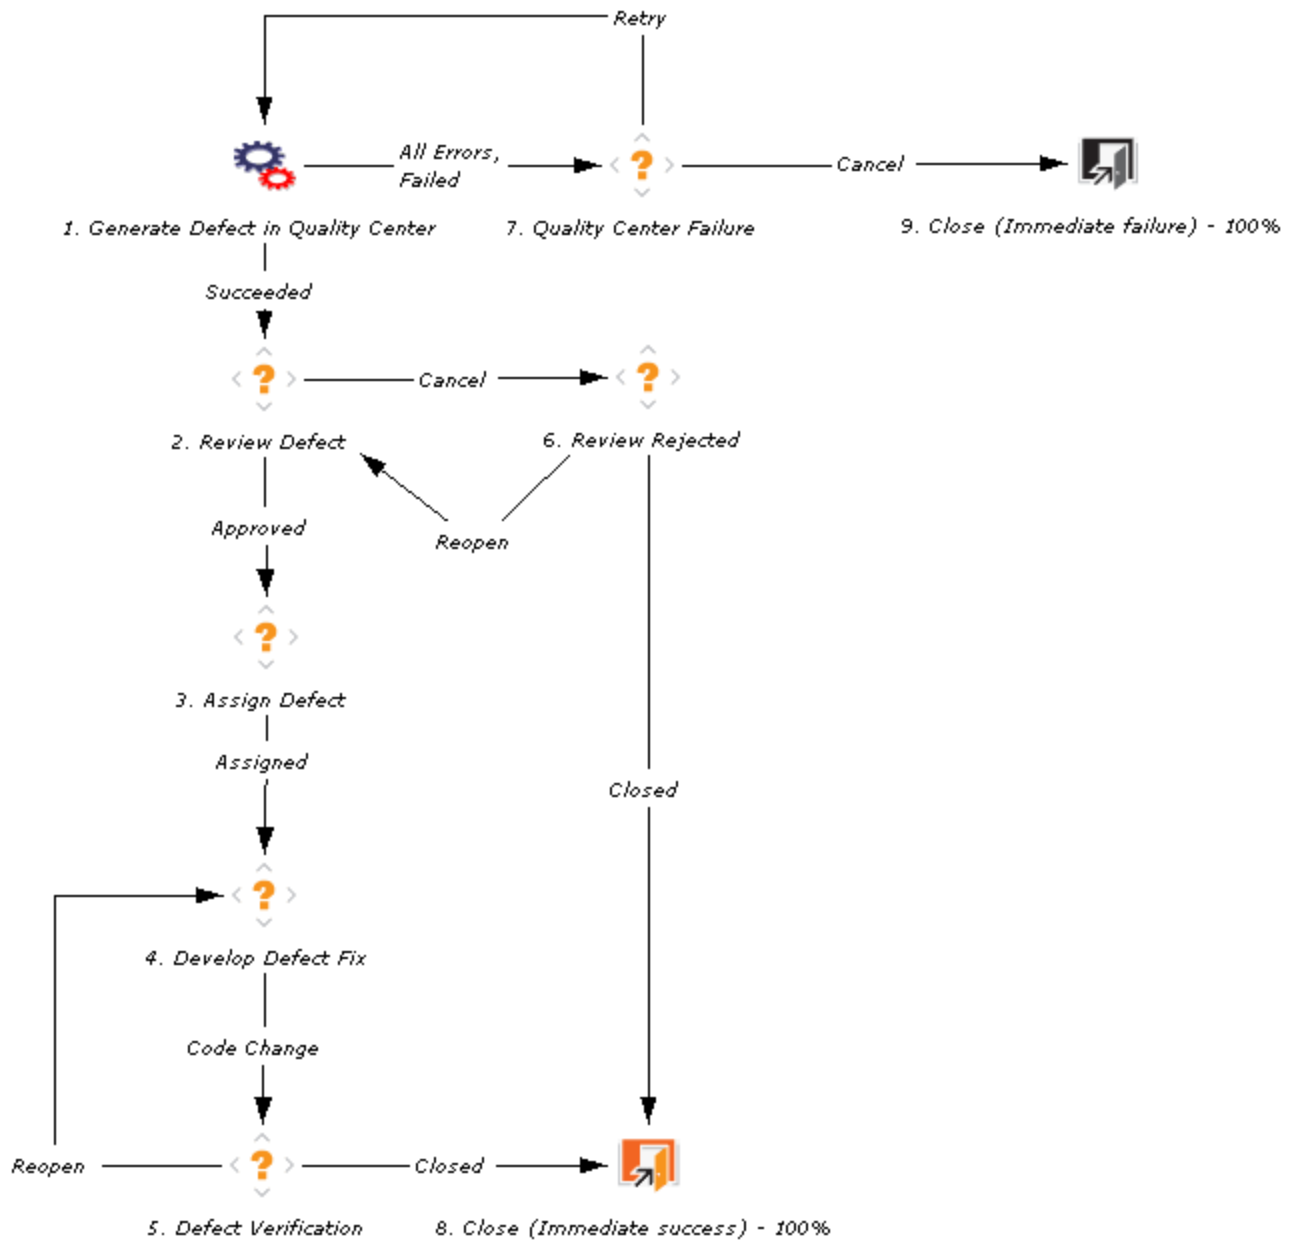 Retry
All Errors,
Failed
Cancel
1. Generate Defect in Quality Center
7. Quality Center Failure
9. Close (Immediate failure) - 100%
Succeeded
Cancel
2. Review Defect
6. Review Rejected
Approved
Reopen
3. Assign Defect
Assigned
Closed
4. Develop Defect Fix
Code Change
Reopen
Closed
5. Defect Verification
8. Close (Immediate success) - 100%